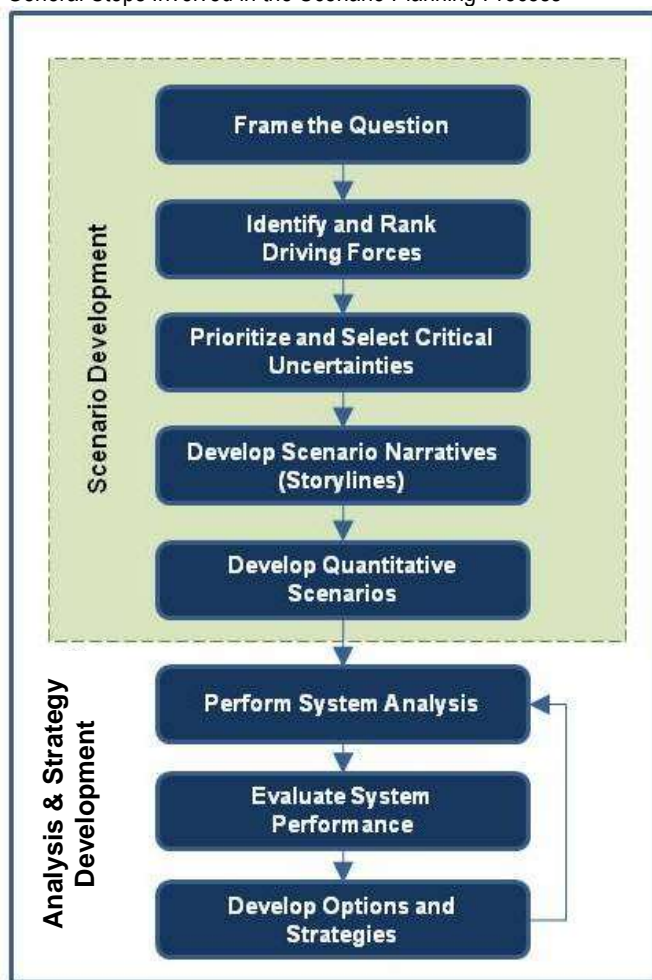 General Steps Involved in the Scenario Planning Process
Frame the Question
Identify and Rank
Driving Forces
Prioritize and Select Critical
Uncertainties
Develop Scenario Narratives
(Storylines)
Develop Quantitative
Scenarios
Scenario Development
Perform System Analysis
Evaluate System
Performance
Develop Options and
Strategies
Analysis & Strategy
Development